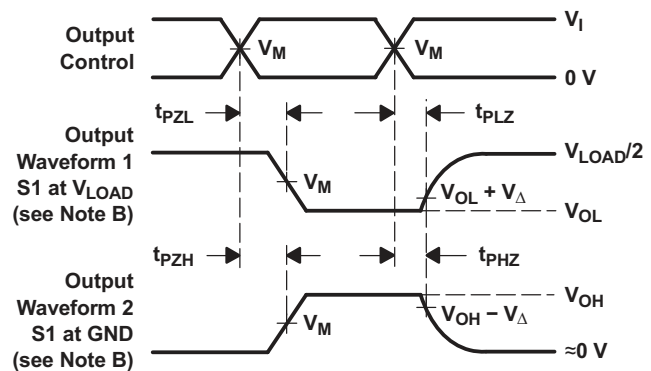 Output
Control
V_M
V_M
V_I
0 V
t_PZL
t_PLZ
Output
Waveform 1
S1 at V_LOAD
(see Note B)
V_M
V_LOAD/2
V_OL + V_Δ
V_OL
t_PZH
t_PHZ
Output
Waveform 2
S1 at GND
(see Note B)
V_M
V_OH
V_OH − V_Δ
≈0 V